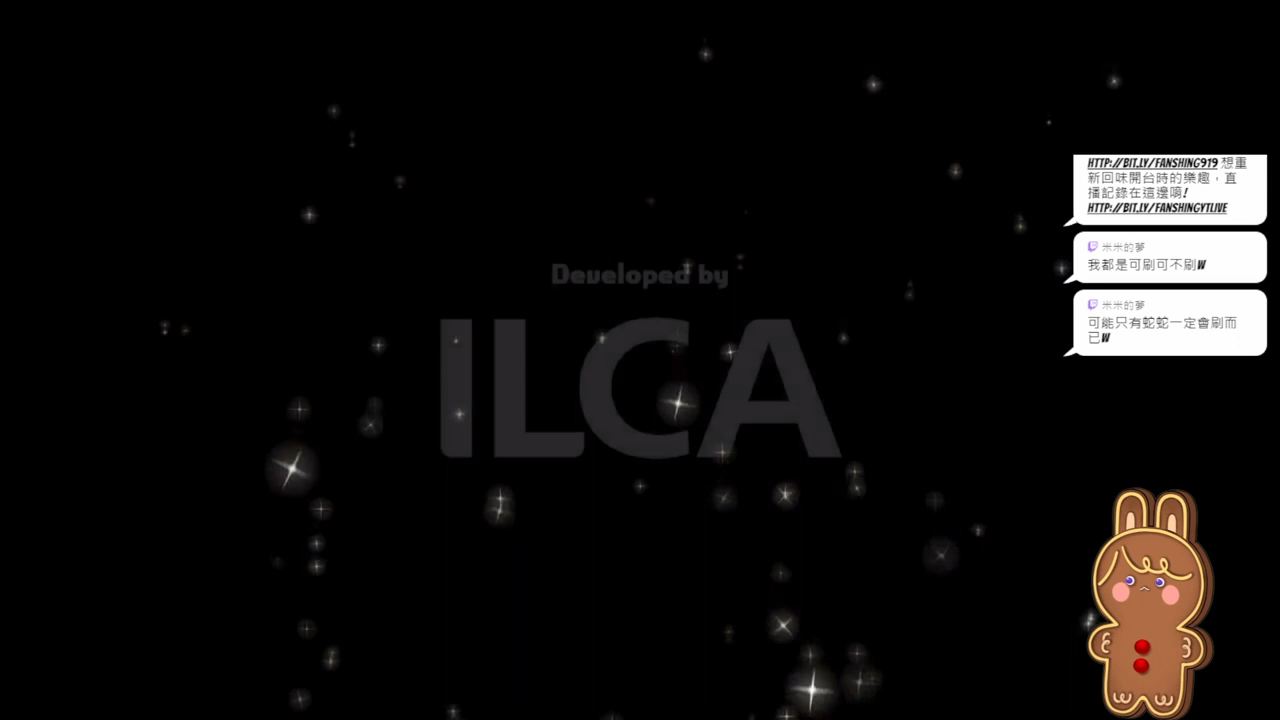 Developed by
ILCA
HTTP://BIT.LY/FANSHING919 想重
新回味開台時的樂趣，直
播記錄在這邊唷!
HTTP://BIT.LY/FANSHINGYTLIVE
米米的夢
我都是可刷可不刷W
米米的夢
可能只有蛇蛇一定會刷而
已W